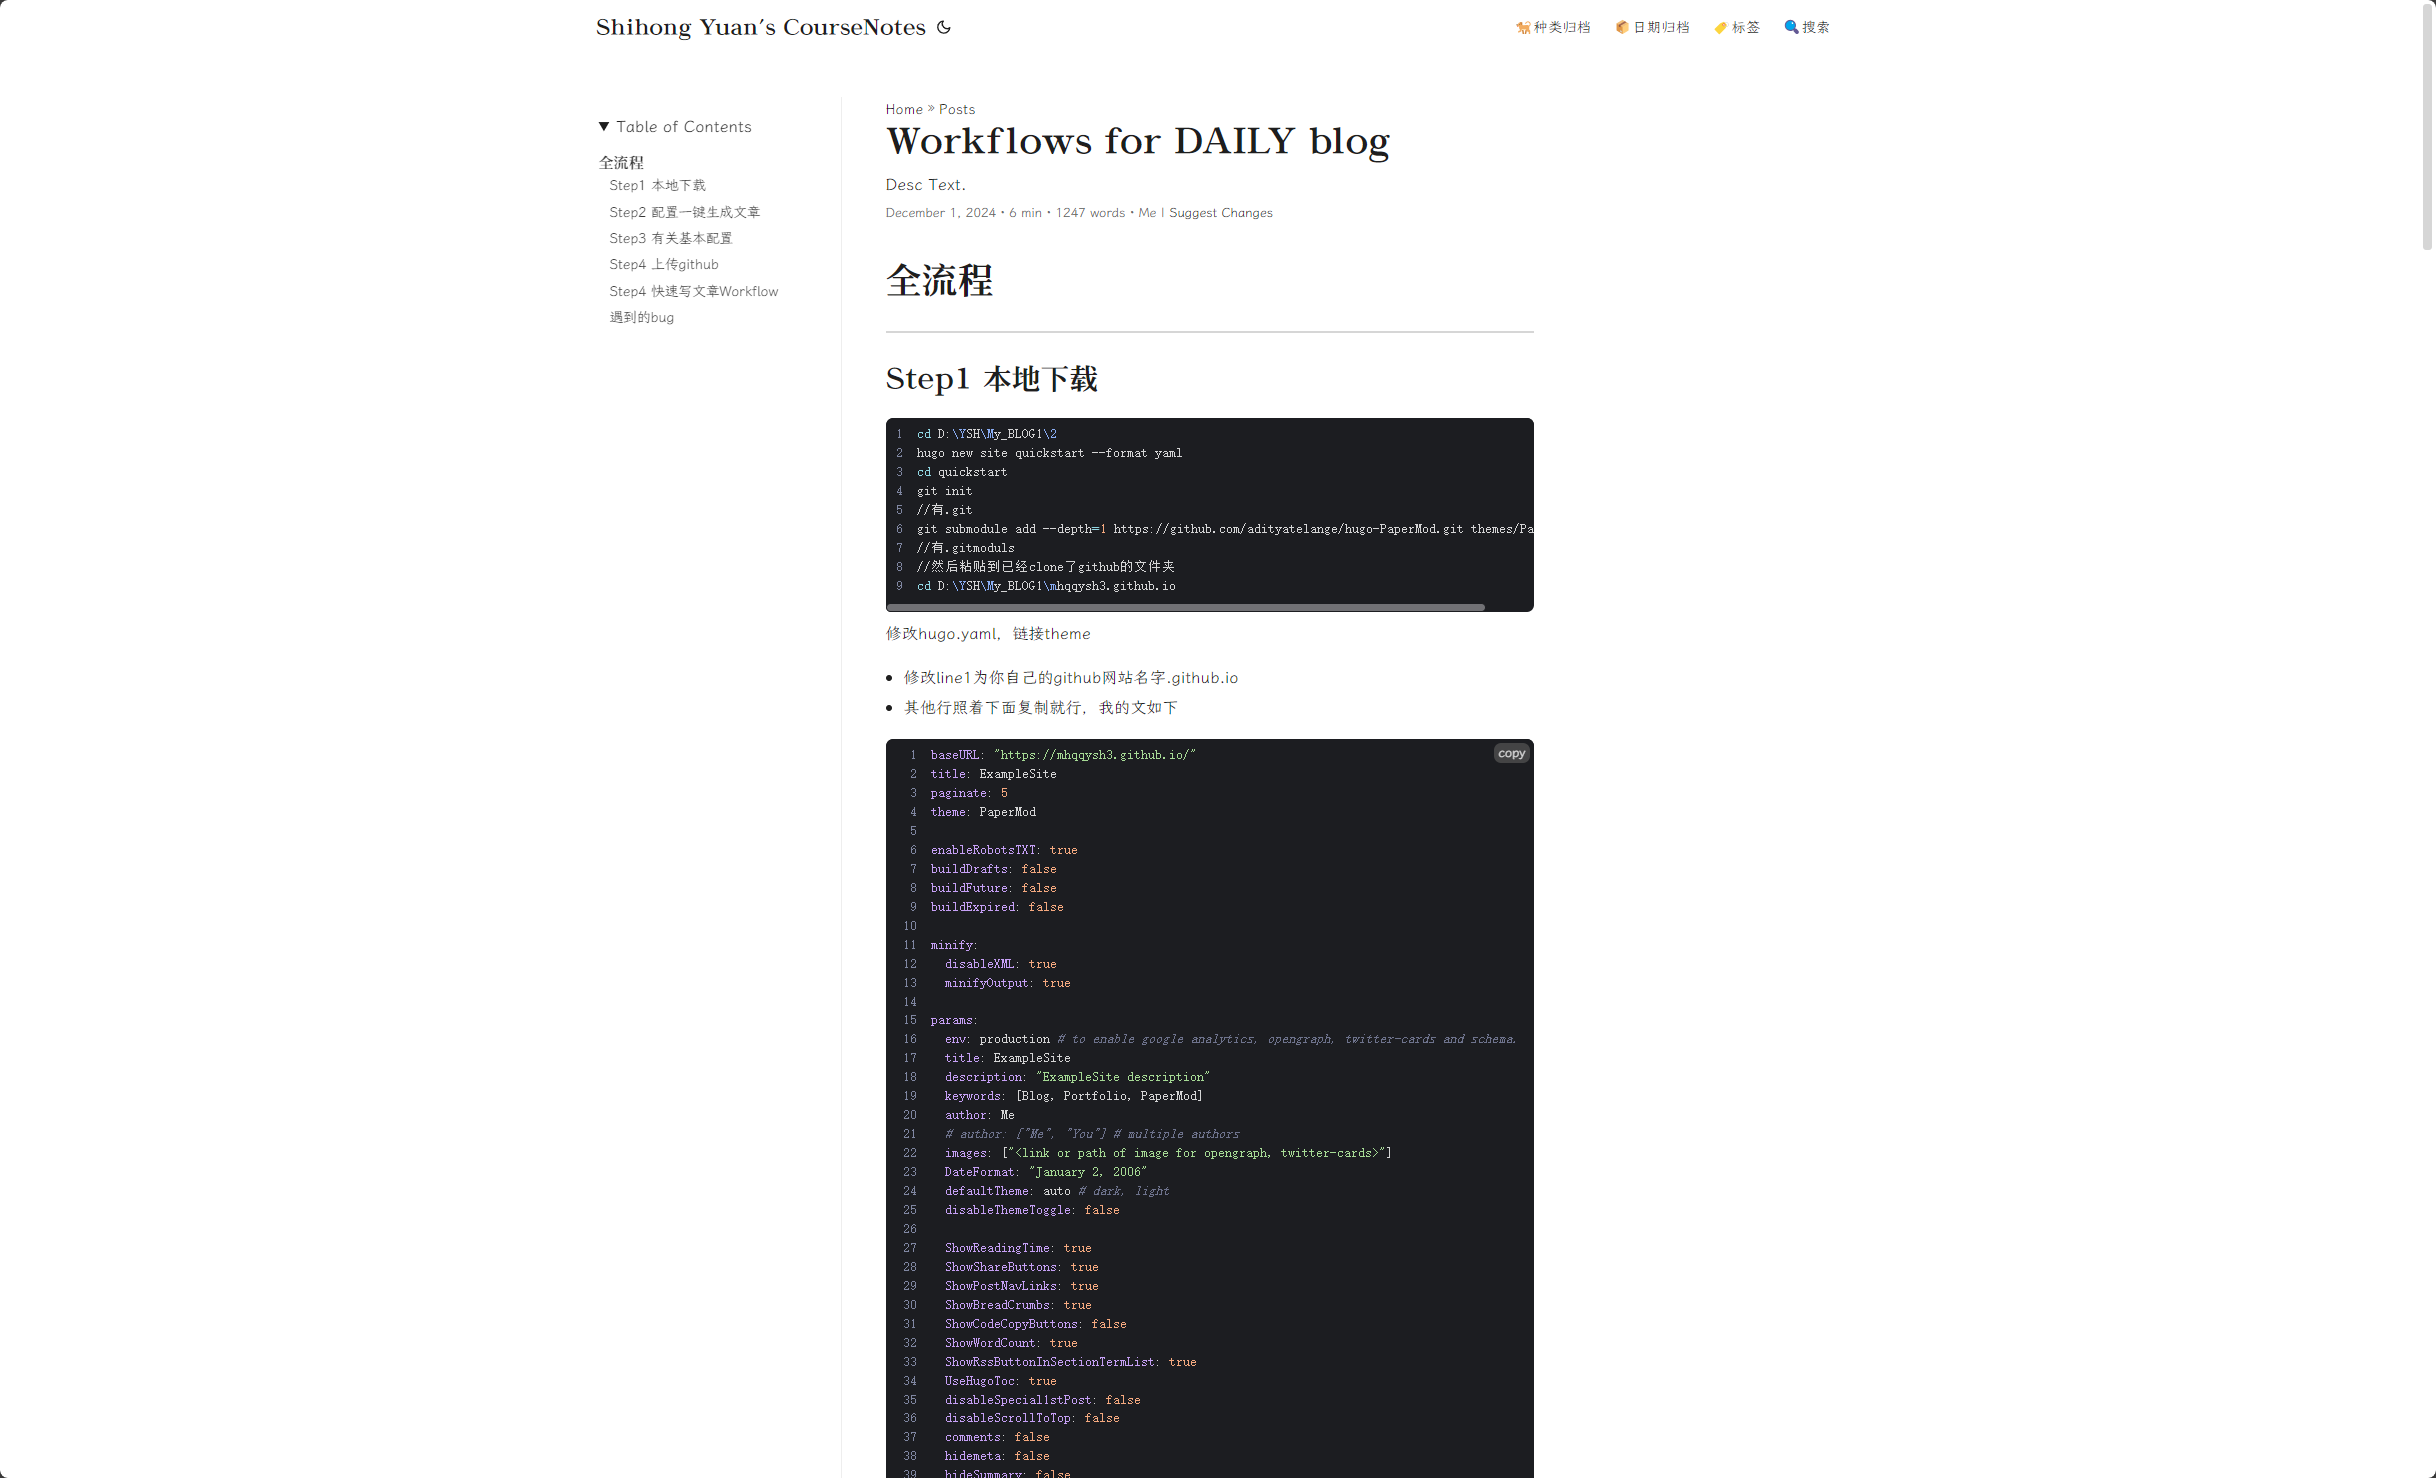 Shihong Yuan's CourseNotes
🐈种类归档 📦日期归档 🏷️标签 🔍搜索
▼ Table of Contents
全流程
Step1 本地下载
Step2 配置一键生成文章
Step3 有关基本配置
Step4 上传github
Step4 快速写文章Workflow
遇到的bug
Home » Posts
Workflows for DAILY blog
Desc Text.
December 1, 2024 · 6 min · 1247 words · Me | Suggest Changes
全流程
Step1 本地下载
1 cd D:\YSH\My_BLOG1\2
2 hugo new site quickstart --format yaml
3 cd quickstart
4 git init
5 //有.git
6 git submodule add --depth=1 https://github.com/adityatelange/hugo-PaperMod.git themes/Pa
7 //有.gitmoduls
8 //然后粘贴到已经clone了github的文件夹
9 cd D:\YSH\My_BLOG1\mhqqysh3.github.io
修改hugo.yaml，链接theme
• 修改line1为你自己的github网站名字.github.io
• 其他行照着下面复制就行，我的文如下
copy
1 baseURL: "https://mhqqysh3.github.io/"
2 title: ExampleSite
3 paginate: 5
4 theme: PaperMod
5
6 enableRobotsTXT: true
7 buildDrafts: false
8 buildFuture: false
9 buildExpired: false
10
11 minify:
12 disableXML: true
13 minifyOutput: true
14
15 params:
16 env: production # to enable google analytics, opengraph, twitter-cards and schema.
17 title: ExampleSite
18 description: "ExampleSite description"
19 keywords: [Blog, Portfolio, PaperMod]
20 author: Me
21 # author: ["Me", "You"] # multiple authors
22 images: ["<link or path of image for opengraph, twitter-cards>"]
23 DateFormat: "January 2, 2006"
24 defaultTheme: auto # dark, light
25 disableThemeToggle: false
26
27 ShowReadingTime: true
28 ShowShareButtons: true
29 ShowPostNavLinks: true
30 ShowBreadCrumbs: true
31 ShowCodeCopyButtons: false
32 ShowWordCount: true
33 ShowRssButtonInSectionTermList: true
34 UseHugoToc: true
35 disableSpecial1stPost: false
36 disableScrollToTop: false
37 comments: false
38 hidemeta: false
39 hideSummary: false